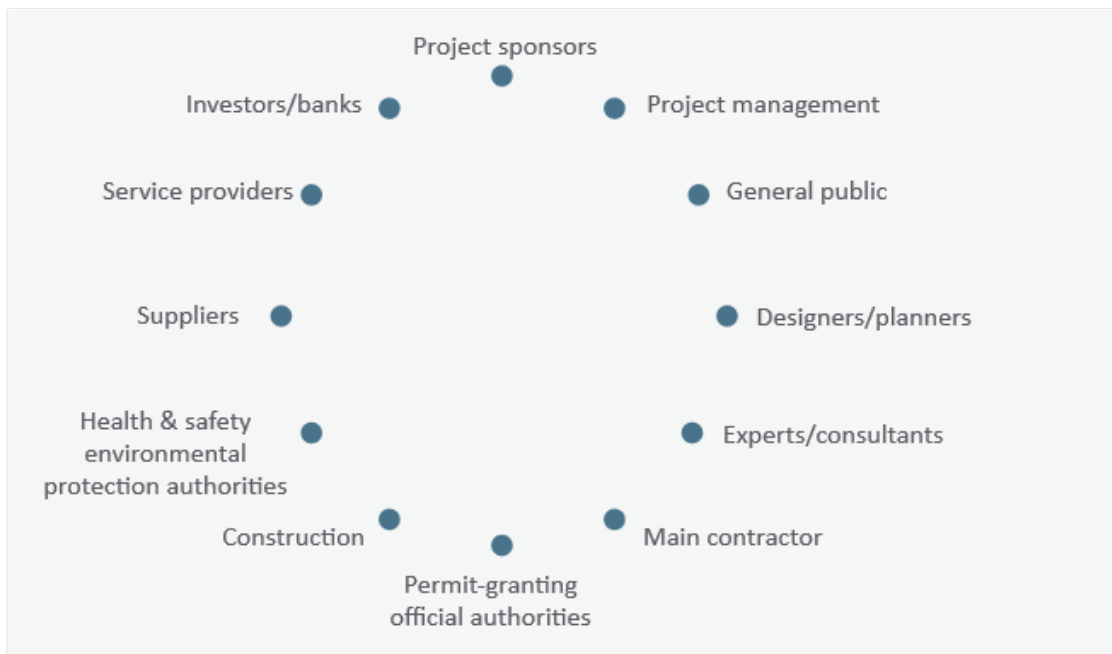 Project sponsors
Investors/banks
Project management
Service providers
General public
Suppliers
Designers/planners
Health & safety
environmental
protection authorities
Experts/consultants
Construction
Main contractor
Permit-granting
official authorities